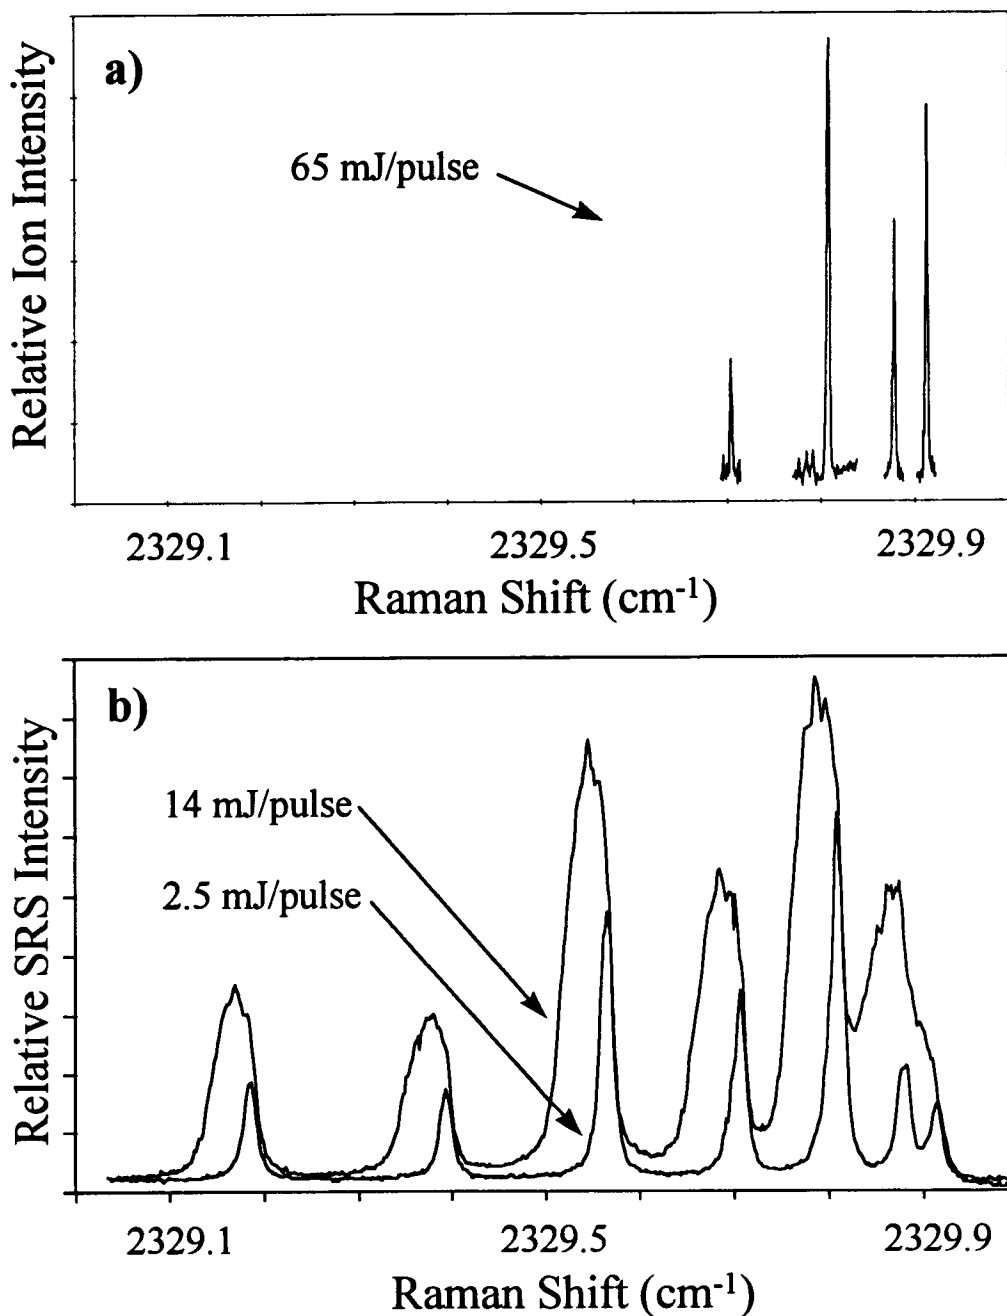 a)
Relative Ion Intensity
65 mJ/pulse
2329.1 2329.5 2329.9
Raman Shift (cm-1)
b)
Relative SRS Intensity
14 mJ/pulse
2.5 mJ/pulse
2329.1 2329.5 2329.9
Raman Shift (cm-1)